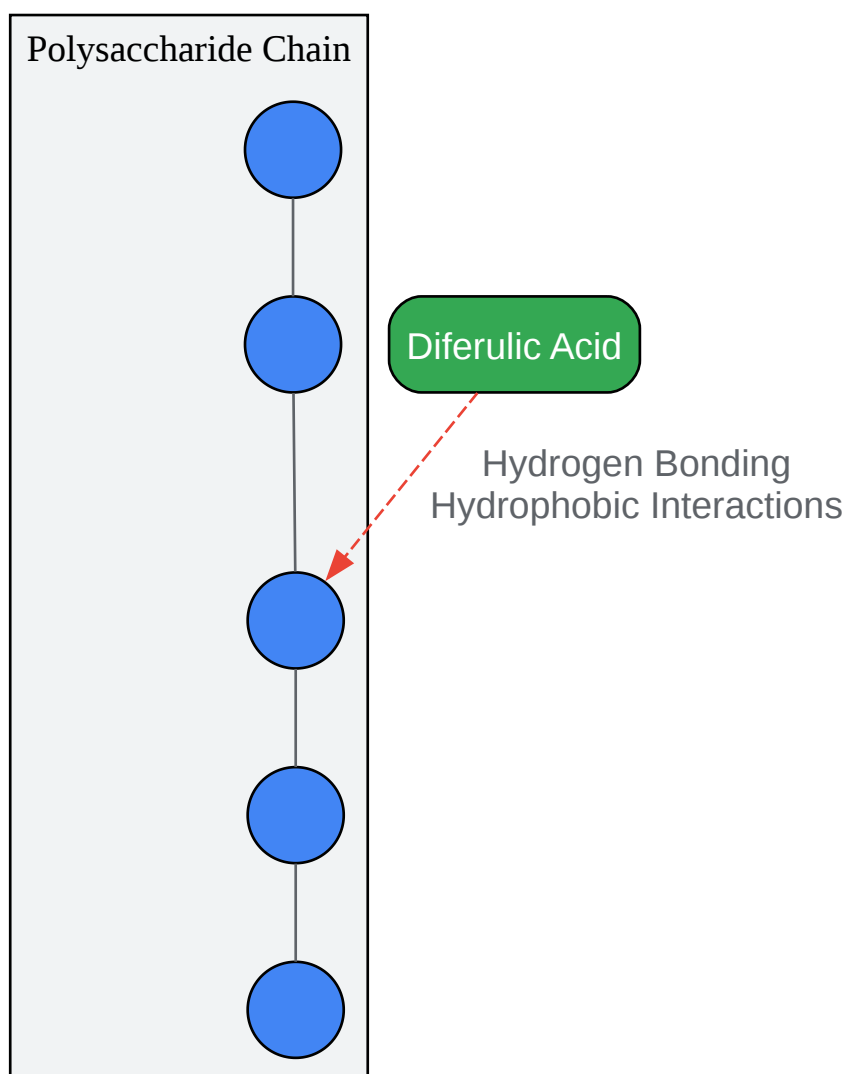 Polysaccharide Chain
Diferulic Acid
Hydrogen Bonding
Hydrophobic Interactions